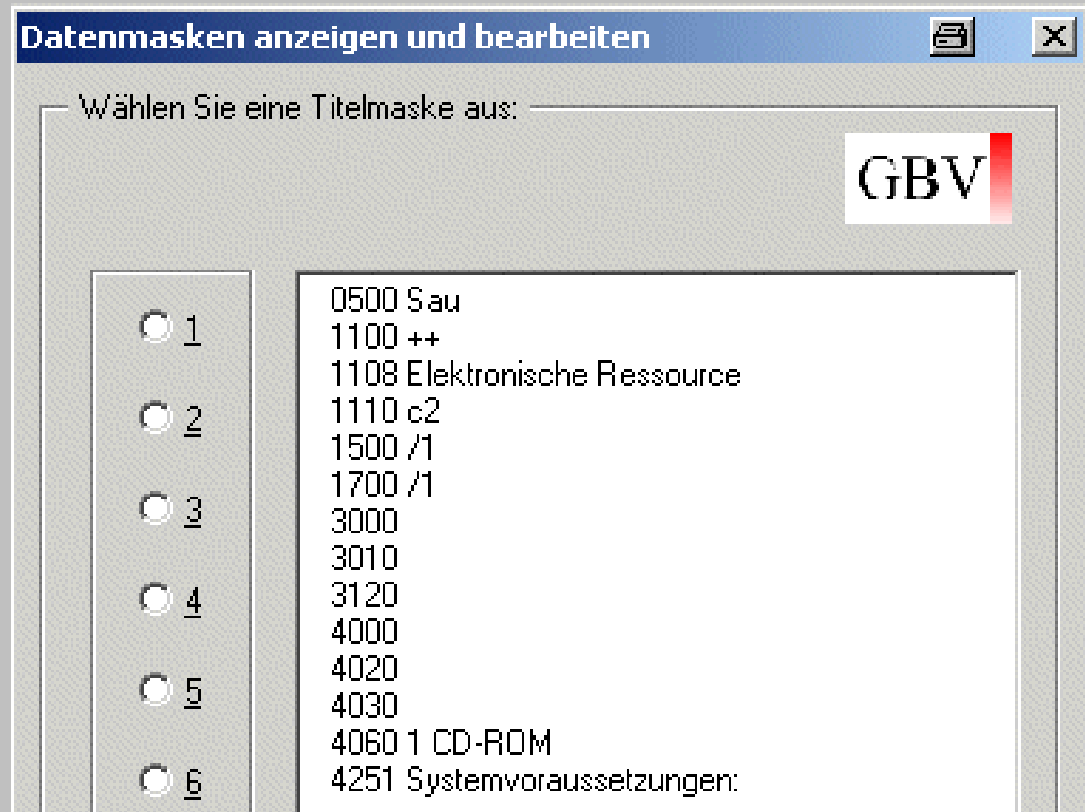 Datenmasken anzeigen und bearbeiten
Wählen Sie eine Titelmaske aus:
GBV
1
2
3
4
5
6
0500 Sau
1100 ++
1108 Elektronische Ressource
1110 c2
1500 /1
1700 /1
3000
3010
3120
4000
4020
4030
4060 1 CD-ROM
4251 Systemvoraussetzungen: